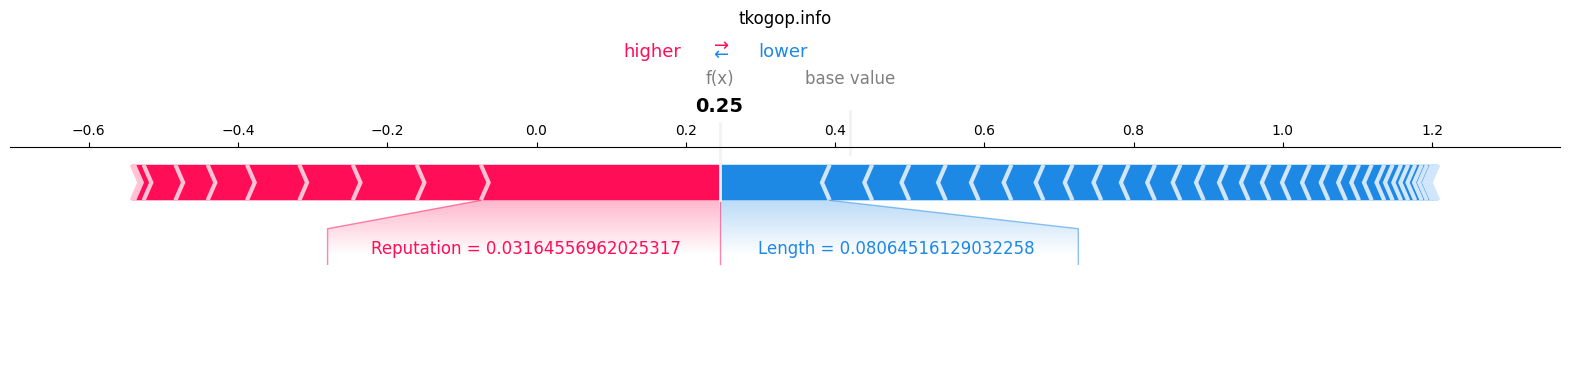 tkogop.info
higher ⇄ lower
f(x) base value
0.25
−0.6 −0.4 −0.2 0.0 0.2 0.4 0.6 0.8 1.0 1.2
Reputation = 0.03164556962025317 Length = 0.08064516129032258